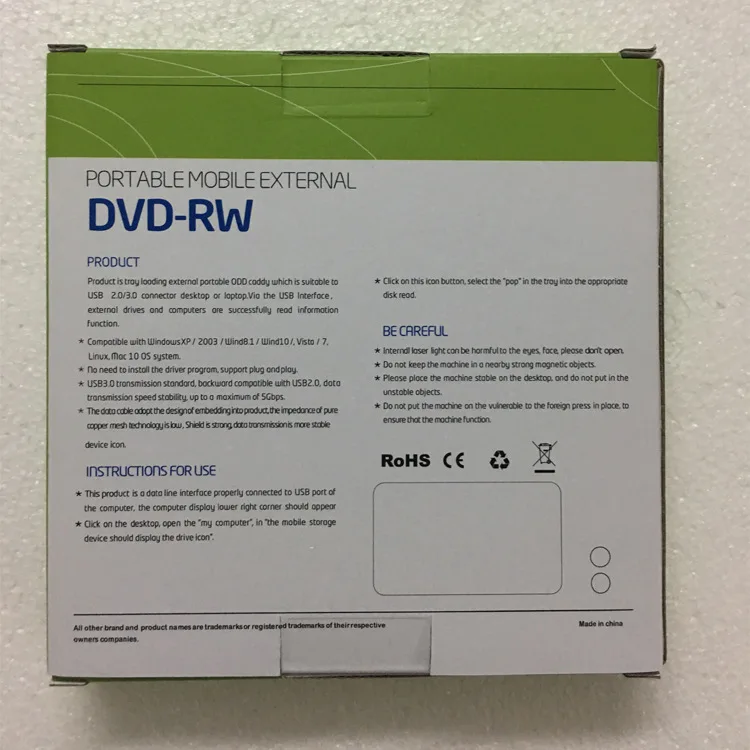 PORTABLE MOBILE EXTERNAL
DVD-RW
PRODUCT
Product is tray loading external portable ODD caddy which is suitable to
USB 2.0/3.0 connector desktop or laptop.Via the USB Interface,
external drives and computers are successfully read information
function.
★ Compatible with WindowsXP / 2003 / Wind8.1 / Wind10/, Vista / 7,
Linux, Mac 10 OS system.
★ No need to install the driver program, support plug and play.
★ USB3.0 transmission standard, backward compatible with USB2.0, data
transmission speed stability, up to a maximum of 5Gbps.
★ The data cable adopt the design of embedding into product, the impedance of pure
copper mesh technology is low, Shield is strong, data transmission is more stable
device icon.
INSTRUCTIONS FOR USE
★ This product is a data line interface properly connected to USB port of
the computer, the computer display lower right corner should appear
★ Click on the desktop, open the "my computer", in "the mobile storage
device should display the drive icon".
★ Click on this icon button, select the "pop" in the tray into the appropriate
disk read.
BE CAREFUL
★ Interndl laser light can be harmful to the eyes, face, please don't open.
★ Do not keep the machine in a nearby strong magnetic objects.
★ Please place the machine stable on the desktop, and do not put in the
unstable objects.
★ Do not put the machine on the vulnerable to the foreign press in place, to
ensure that the machine function.
RoHS CE
All other brand and product names are trademarks or registered trademarks of their respective
owners companies.
Made in china